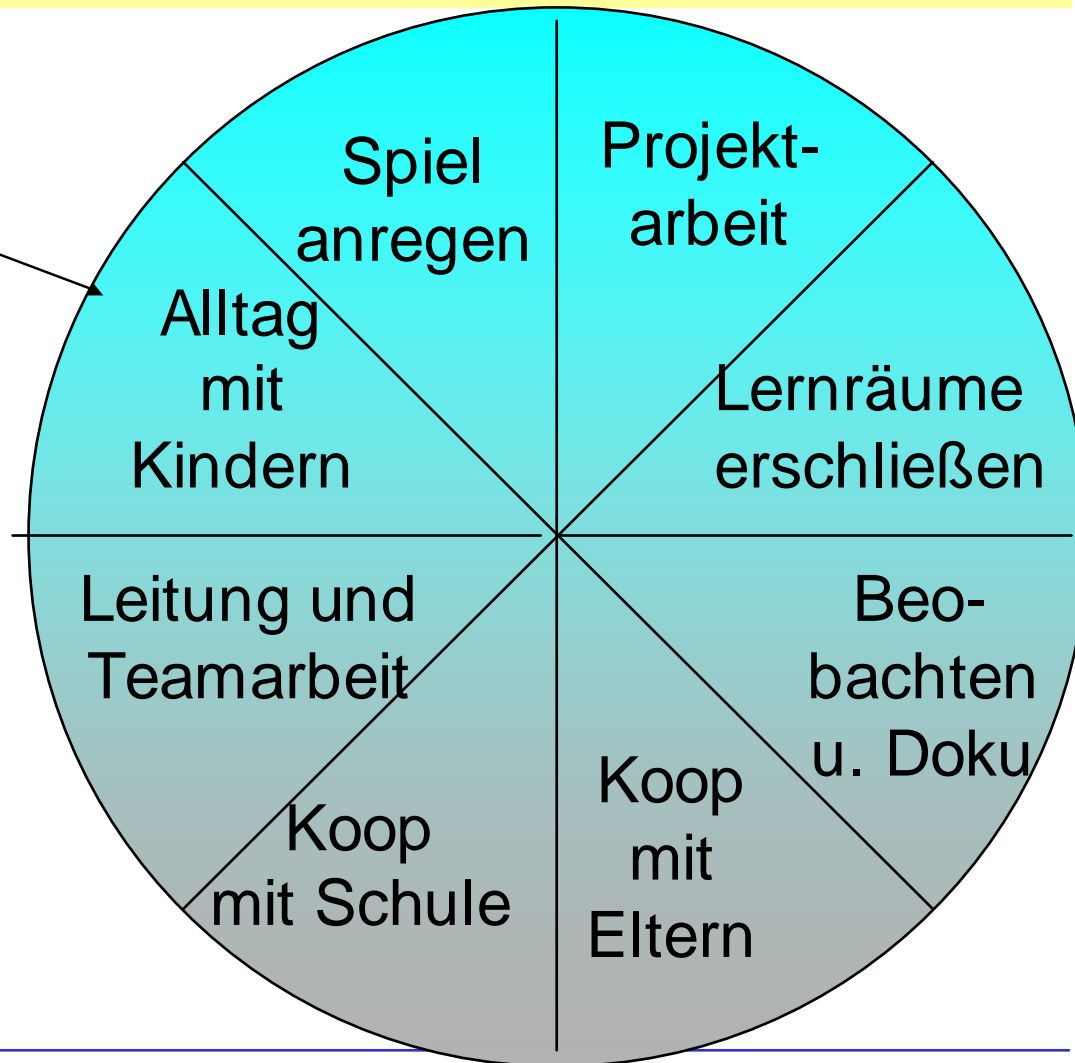 Spiel
anregen
Projekt-
arbeit
Alltag
mit
Kindern
Lernräume
erschließen
Leitung und
Teamarbeit
Beo-
bachten
u. Doku
Koop
mit Schule
Koop
mit
Eltern